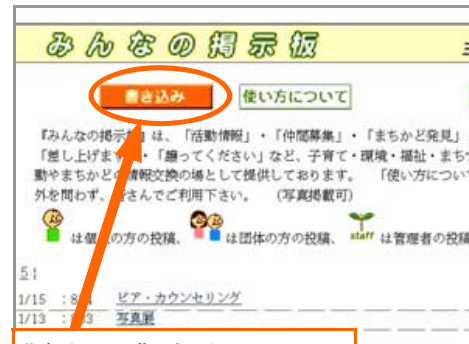 みんなの掲示板
書き込み
使い方について
『みんなの掲示板』は、「活動情報」・「仲間募集」・「まちかど発見」
「差し上げます」・「譲ってください」など、子育て・環境・福祉・まち
動やまちかどの情報交換の場として提供しております。 「使い方につい
外を問わず、皆さんでご利用下さい。 (写真掲載可)
は個人の方の投稿、 は団体の方の投稿、 staff は管理者の投稿
5:
1/15 ピア・カウンセリング
1/13 写真展